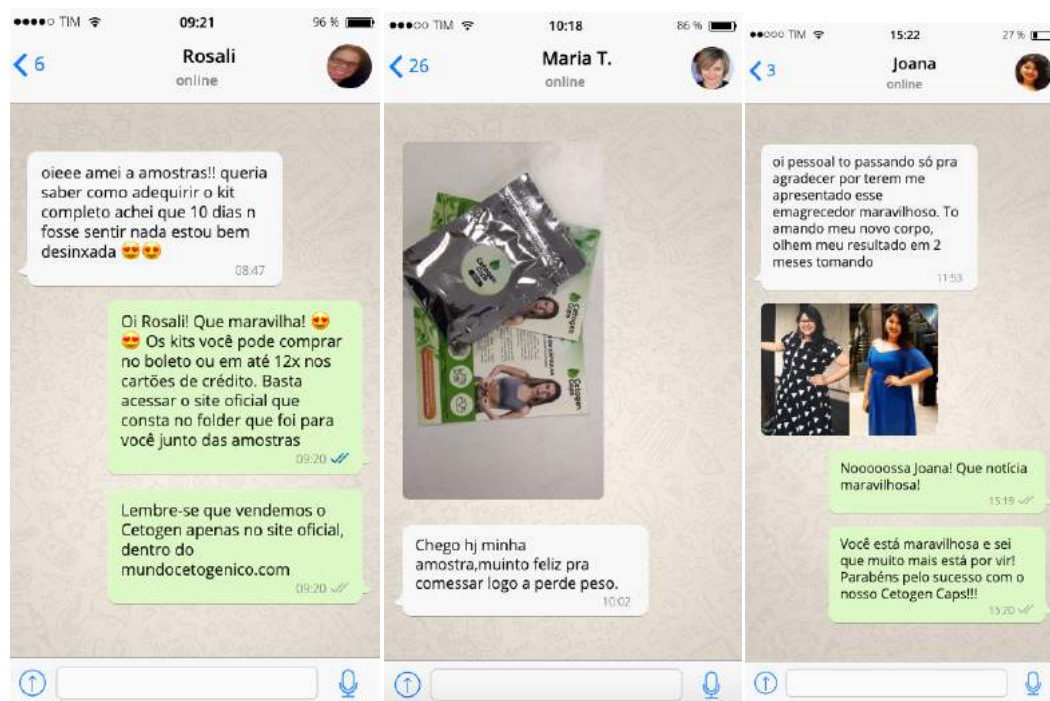 TIM
09:21
96 %
6
Rosali
online
oieee amei a amostras!! queria
saber como adequirir o kit
completo achei que 10 dias n
fosse sentir nada estou bem
desinxada 😍😍
08:47
Oi Rosali! Que maravilha! 😍
😍 Os kits você pode comprar
no boleto ou em até 12x nos
cartões de crédito. Basta
acessar o site oficial que
consta no folder que foi para
você junto das amostras
09:20
Lembre-se que vendemos o
Cetogen apenas no site oficial,
dentro do
mundocetogenico.com
09:20
TIM
10:18
86 %
26
Maria T.
online
Cetogen
Caps
Cetogen
Caps
Cetogen
Caps
Chego hj minha
amostra,muinto feliz pra
comessar logo a perde peso.
10:02
TIM
15:22
27 %
3
Joana
online
oi pessoal to passando só pra
agradecer por terem me
apresentado esse
emagrecedor maravilhoso. To
amando meu novo corpo,
olhem meu resultado em 2
meses tomando
11:53
Nooooossa Joana! Que notícia
maravilhosa!
15:19
Você está maravilhosa e sei
que muito mais está por vir!
Parabéns pelo sucesso com o
nosso Cetogen Caps!!!
15:20